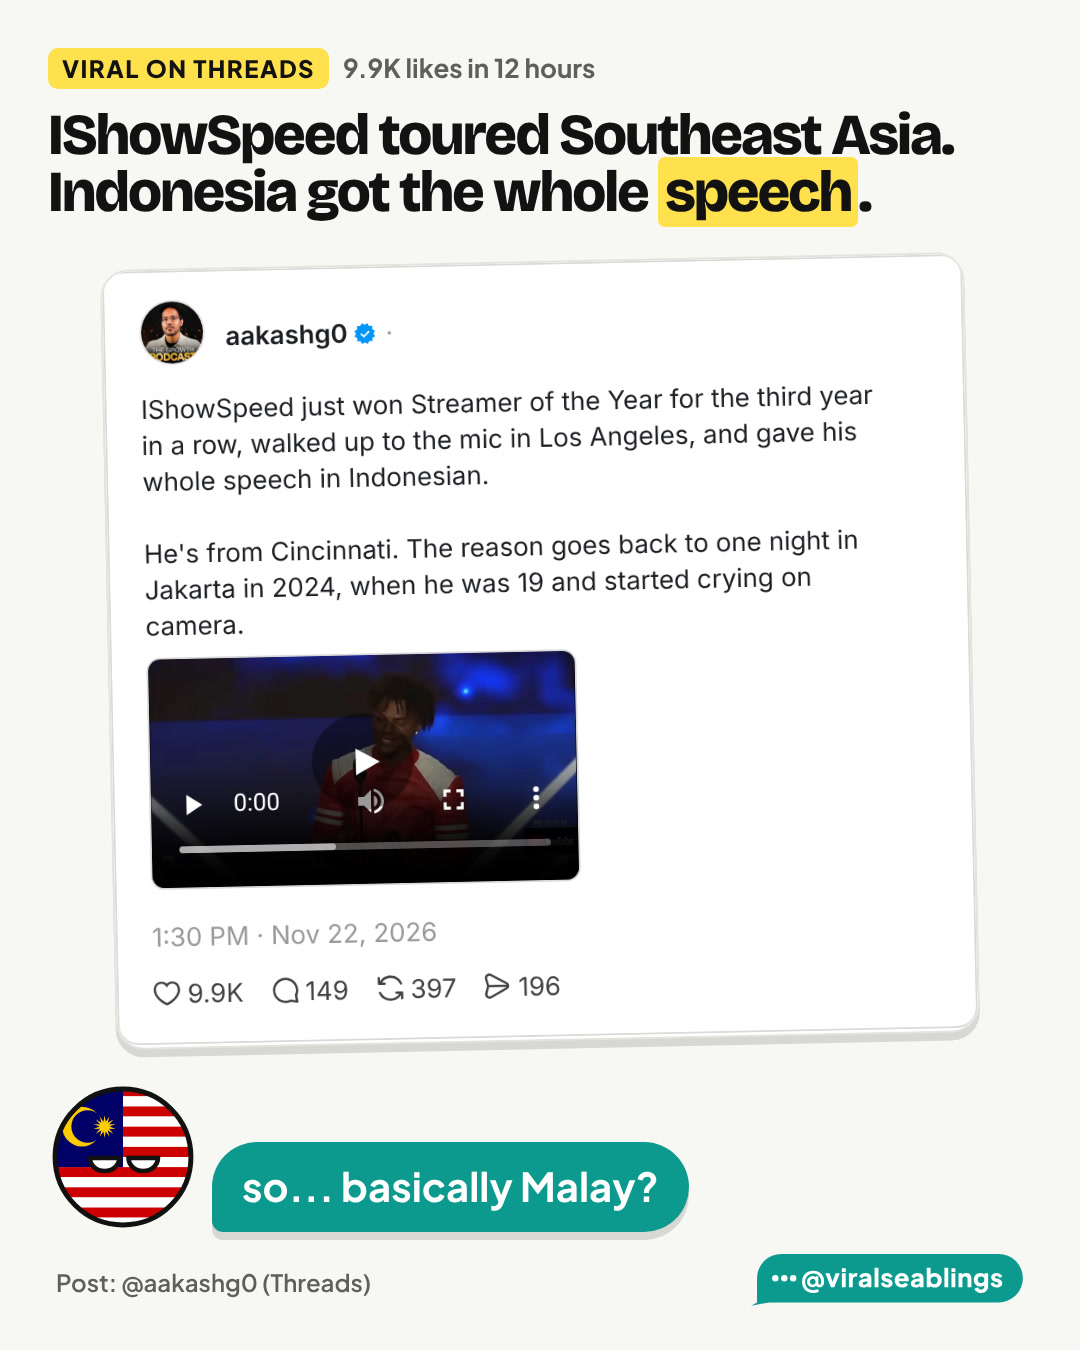 VIRAL ON THREADS 9.9K likes in 12 hours
IShowSpeed toured Southeast Asia.
Indonesia got the whole speech.
aakashg0 ·
IShowSpeed just won Streamer of the Year for the third year
in a row, walked up to the mic in Los Angeles, and gave his
whole speech in Indonesian.
He's from Cincinnati. The reason goes back to one night in
Jakarta in 2024, when he was 19 and started crying on
camera.
0:00
1:30 PM · Nov 22, 2026
9.9K 149 397 196
so... basically Malay?
Post: @aakashg0 (Threads)
@viralseablings